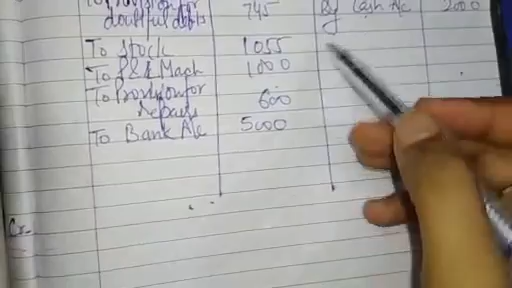 doubtful debts 745 By Cash A/c 2000
To Stock 1055
To P & Mach 1000
To Provision for
repairs 600
To Bank A/c 5000
Cr.